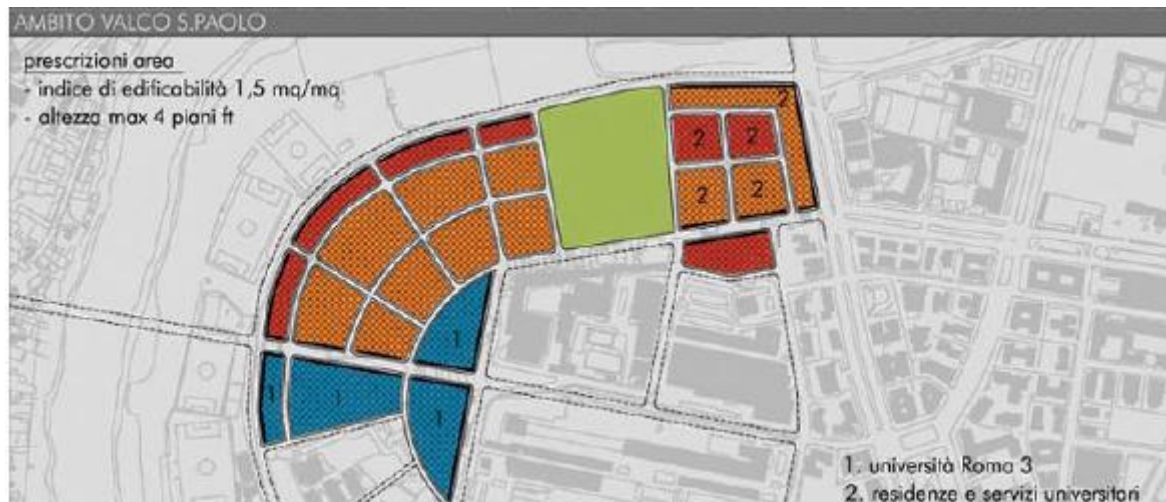 AMBITO VALCO S.PAOLO
prescrizioni area
- indice di edificabilità 1,5 mq/mq
- altezza max 4 piani ft
2
2 2
2 2
1
1 1 1
1. università Roma 3
2. residenze e servizi universitari